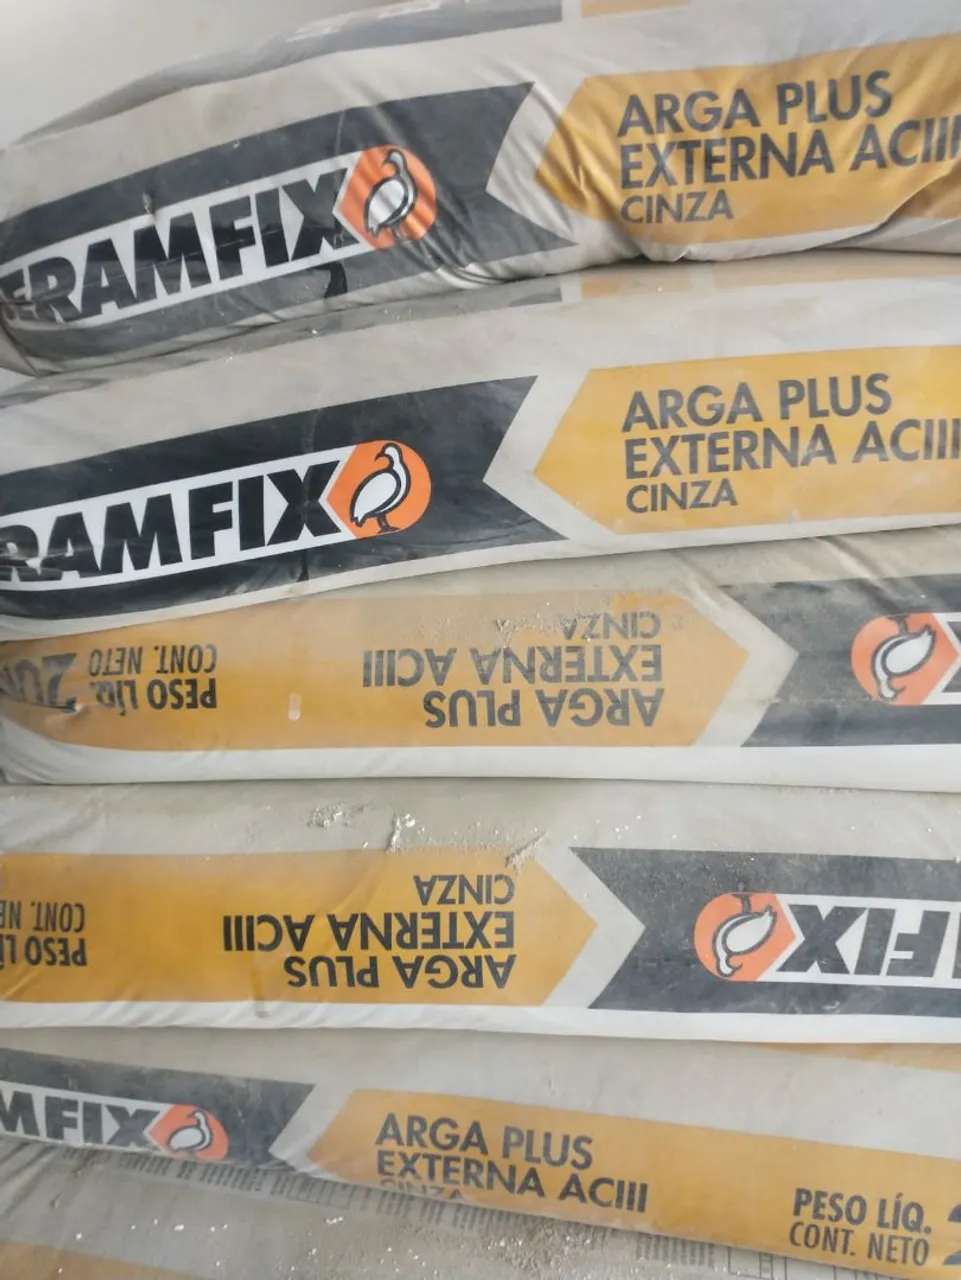 ERAMFIX
ARGA PLUS
EXTERNA ACIII
CINZA
RAMFIX
ARGA PLUS
EXTERNA ACIII
CINZA
ARGA PLUS
EXTERNA ACIII
CINZA
PESO LÍQ.
CONT. NETO
FIX
ARGA PLUS
EXTERNA ACIII
CINZA
PESO LÍ
CONT. NE
MFIX
ARGA PLUS
EXTERNA ACIII
CINZA
PESO LÍQ.
CONT. NETO